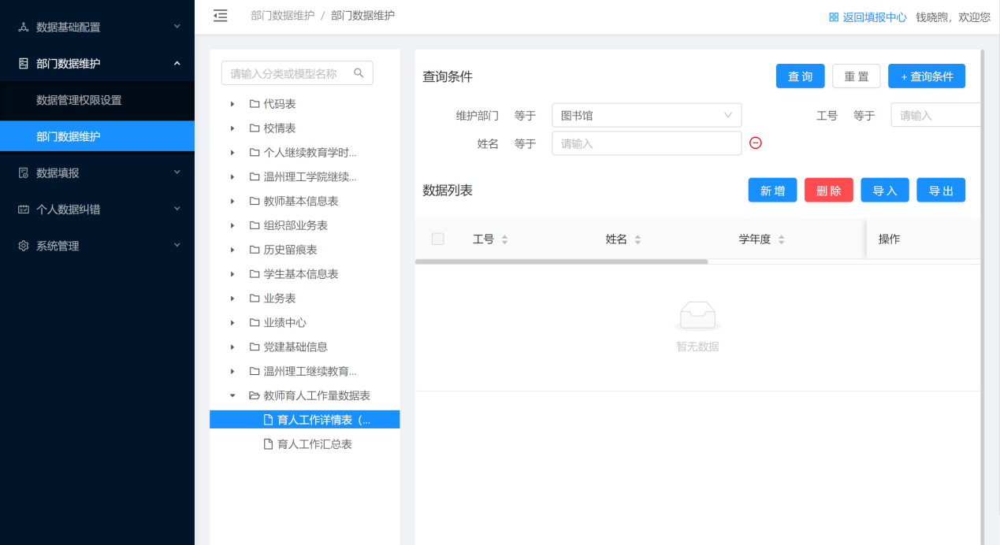 数据基础配置
部门数据维护
数据管理权限设置
部门数据维护
数据填报
个人数据纠错
系统管理
部门数据维护 / 部门数据维护
返回填报中心 钱晓煦，欢迎您
请输入分类或模型名称
代码表
校情表
个人继续教育学时...
温州理工学院继续...
教师基本信息表
组织部业务表
历史留痕表
学生基本信息表
业务表
业绩中心
党建基础信息
温州理工继续教育...
教师育人工作量数据表
育人工作详情表（...
育人工作汇总表
查询条件
查 询 重 置 + 查询条件
维护部门 等于 图书馆 工号 等于 请输入
姓名 等于 请输入
数据列表
新 增 删 除 导 入 导 出
工号 姓名 学年度 操作
暂无数据